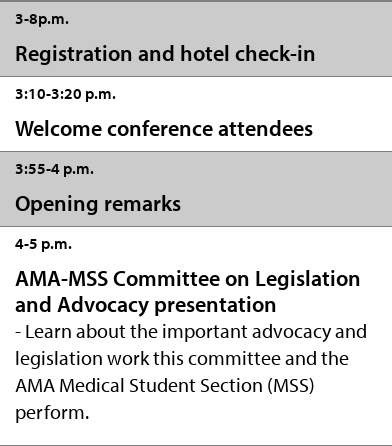 3-8p.m.
Registration and hotel check-in
3:10-3:20 p.m.
Welcome conference attendees
3:55-4 p.m.
Opening remarks
4-5 p.m.
AMA-MSS Committee on Legislation
and Advocacy presentation
- Learn about the important advocacy and
legislation work this committee and the
AMA Medical Student Section (MSS)
perform.